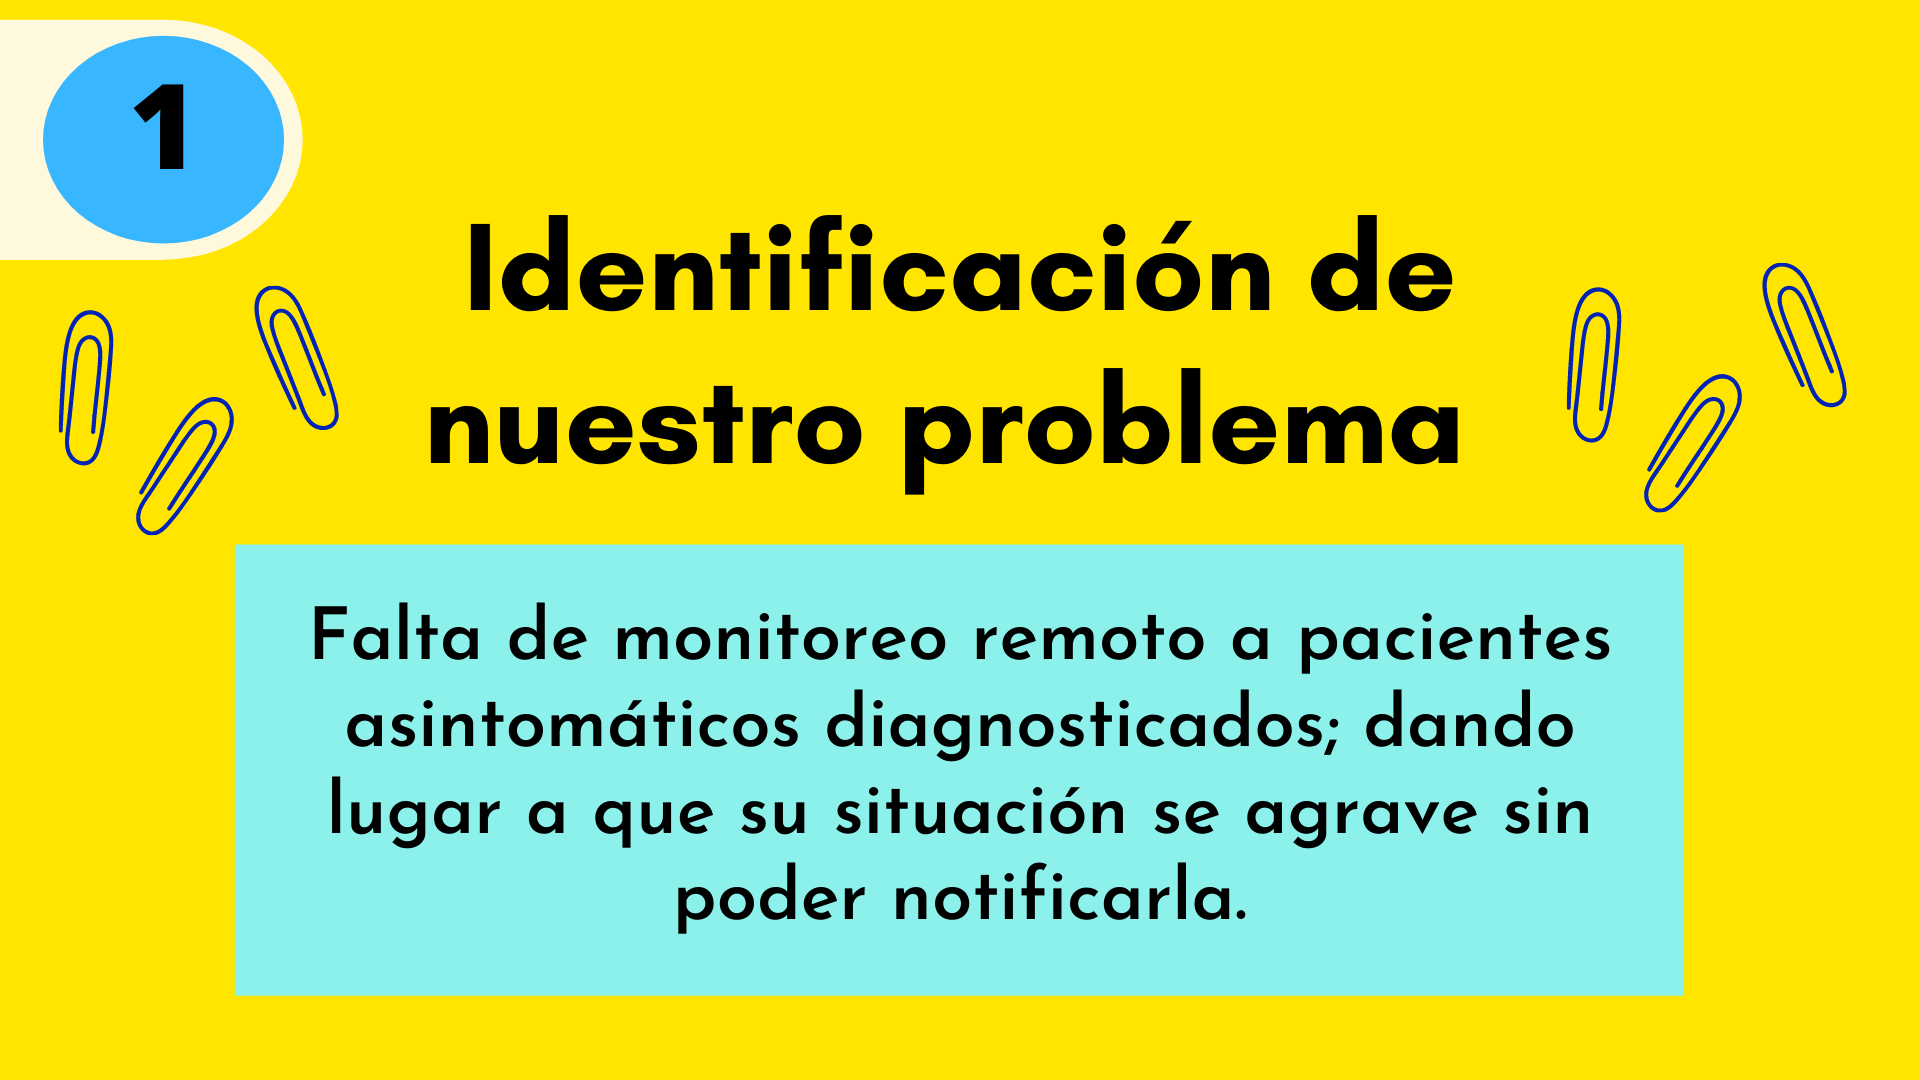 1
Identificación de
nuestro problema
Falta de monitoreo remoto a pacientes
asintomáticos diagnosticados; dando
lugar a que su situación se agrave sin
poder notificarla.